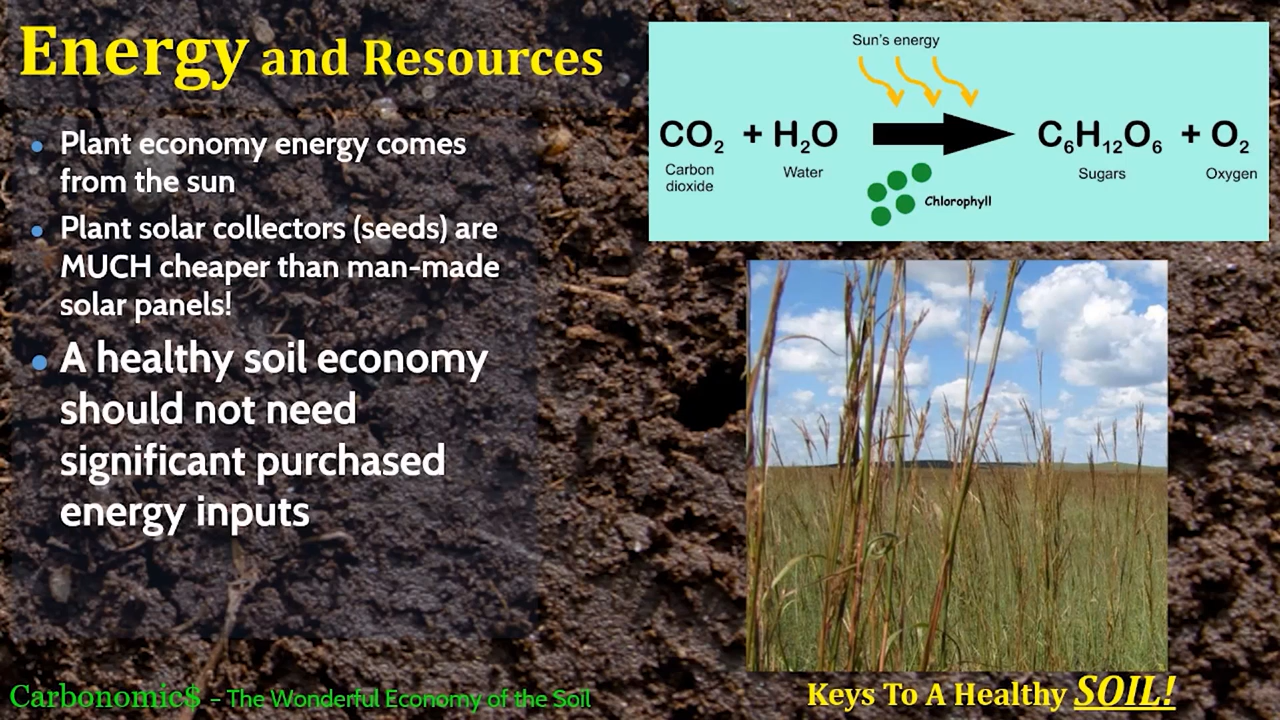 Energy and Resources
Plant economy energy comes
from the sun
Plant solar collectors (seeds) are
MUCH cheaper than man-made
solar panels!
A healthy soil economy
should not need
significant purchased
energy inputs
Sun's energy
CO₂ + H₂O C₆H₁₂O₆ + O₂
Carbon
dioxide
Water
Sugars
Oxygen
Chlorophyll
Carbonomic$ – The Wonderful Economy of the Soil
Keys To A Healthy SOIL!